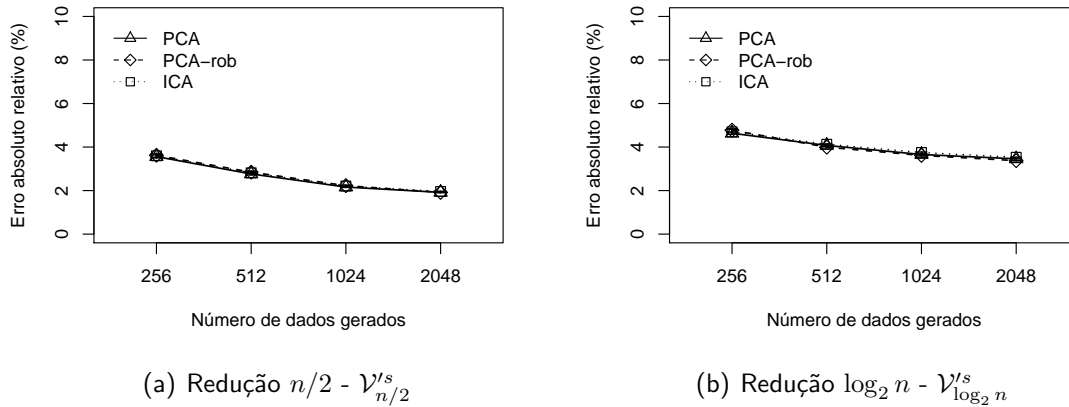 Erro absoluto relativo (%)
0 2 4 6 8 10
PCA
PCA−rob
ICA
256 512 1024 2048
Número de dados gerados
(a) Redução n/2 - 𝒱′ˢₙ/₂
Erro absoluto relativo (%)
0 2 4 6 8 10
PCA
PCA−rob
ICA
256 512 1024 2048
Número de dados gerados
(b) Redução log₂ n - 𝒱′ˢlog₂ n